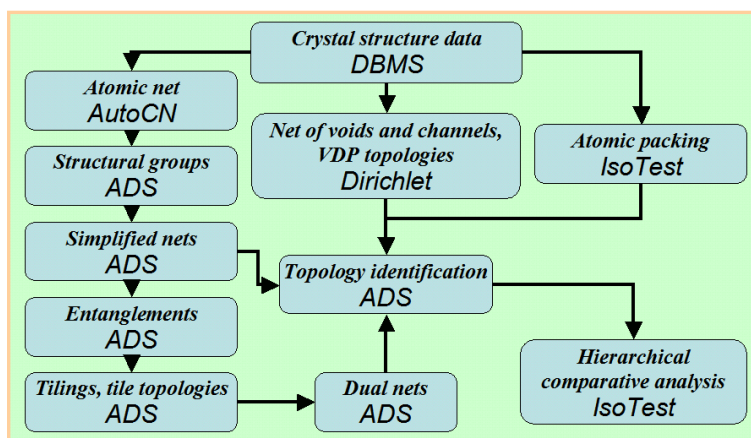 Crystal structure data
DBMS
Atomic net
AutoCN
Net of voids and channels,
VDP topologies
Dirichlet
Atomic packing
IsoTest
Structural groups
ADS
Simplified nets
ADS
Topology identification
ADS
Entanglements
ADS
Hierarchical
comparative analysis
IsoTest
Tilings, tile topologies
ADS
Dual nets
ADS